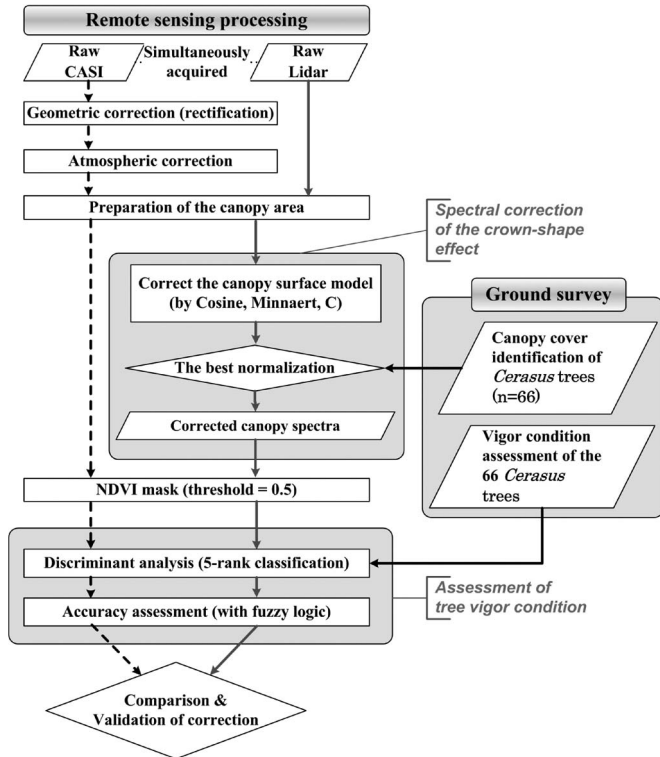 Remote sensing processing
Raw
CASI
Simultaneously
acquired
Raw
Lidar
Geometric correction (rectification)
Atmospheric correction
Preparation of the canopy area
Spectral correction
of the crown-shape
effect
Correct the canopy surface model
(by Cosine, Minnaert, C)
Ground survey
The best normalization
Canopy cover
identification of
Cerasus trees
(n=66)
Corrected canopy spectra
Vigor condition
assessment of the
66 Cerasus
trees
NDVI mask (threshold = 0.5)
Discriminant analysis (5-rank classification)
Accuracy assessment (with fuzzy logic)
Assessment of
tree vigor condition
Comparison &
Validation of correction